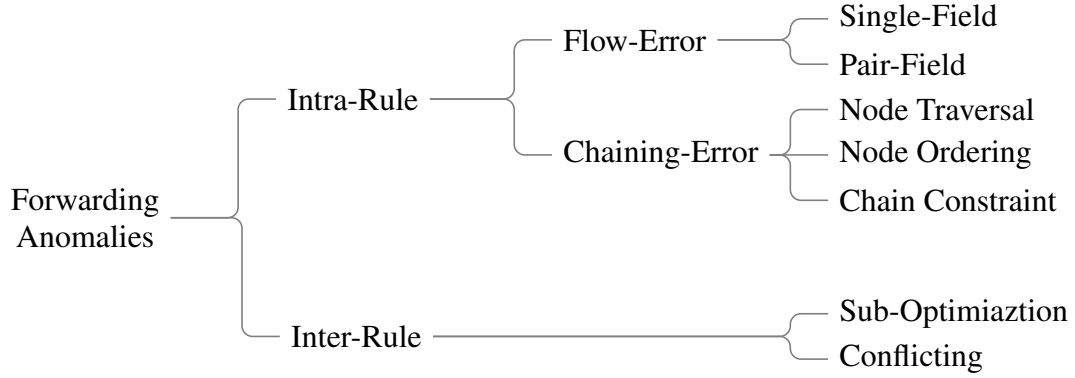 Forwarding
Anomalies
Intra-Rule
Flow-Error
Single-Field
Pair-Field
Chaining-Error
Node Traversal
Node Ordering
Chain Constraint
Inter-Rule
Sub-Optimiaztion
Conflicting